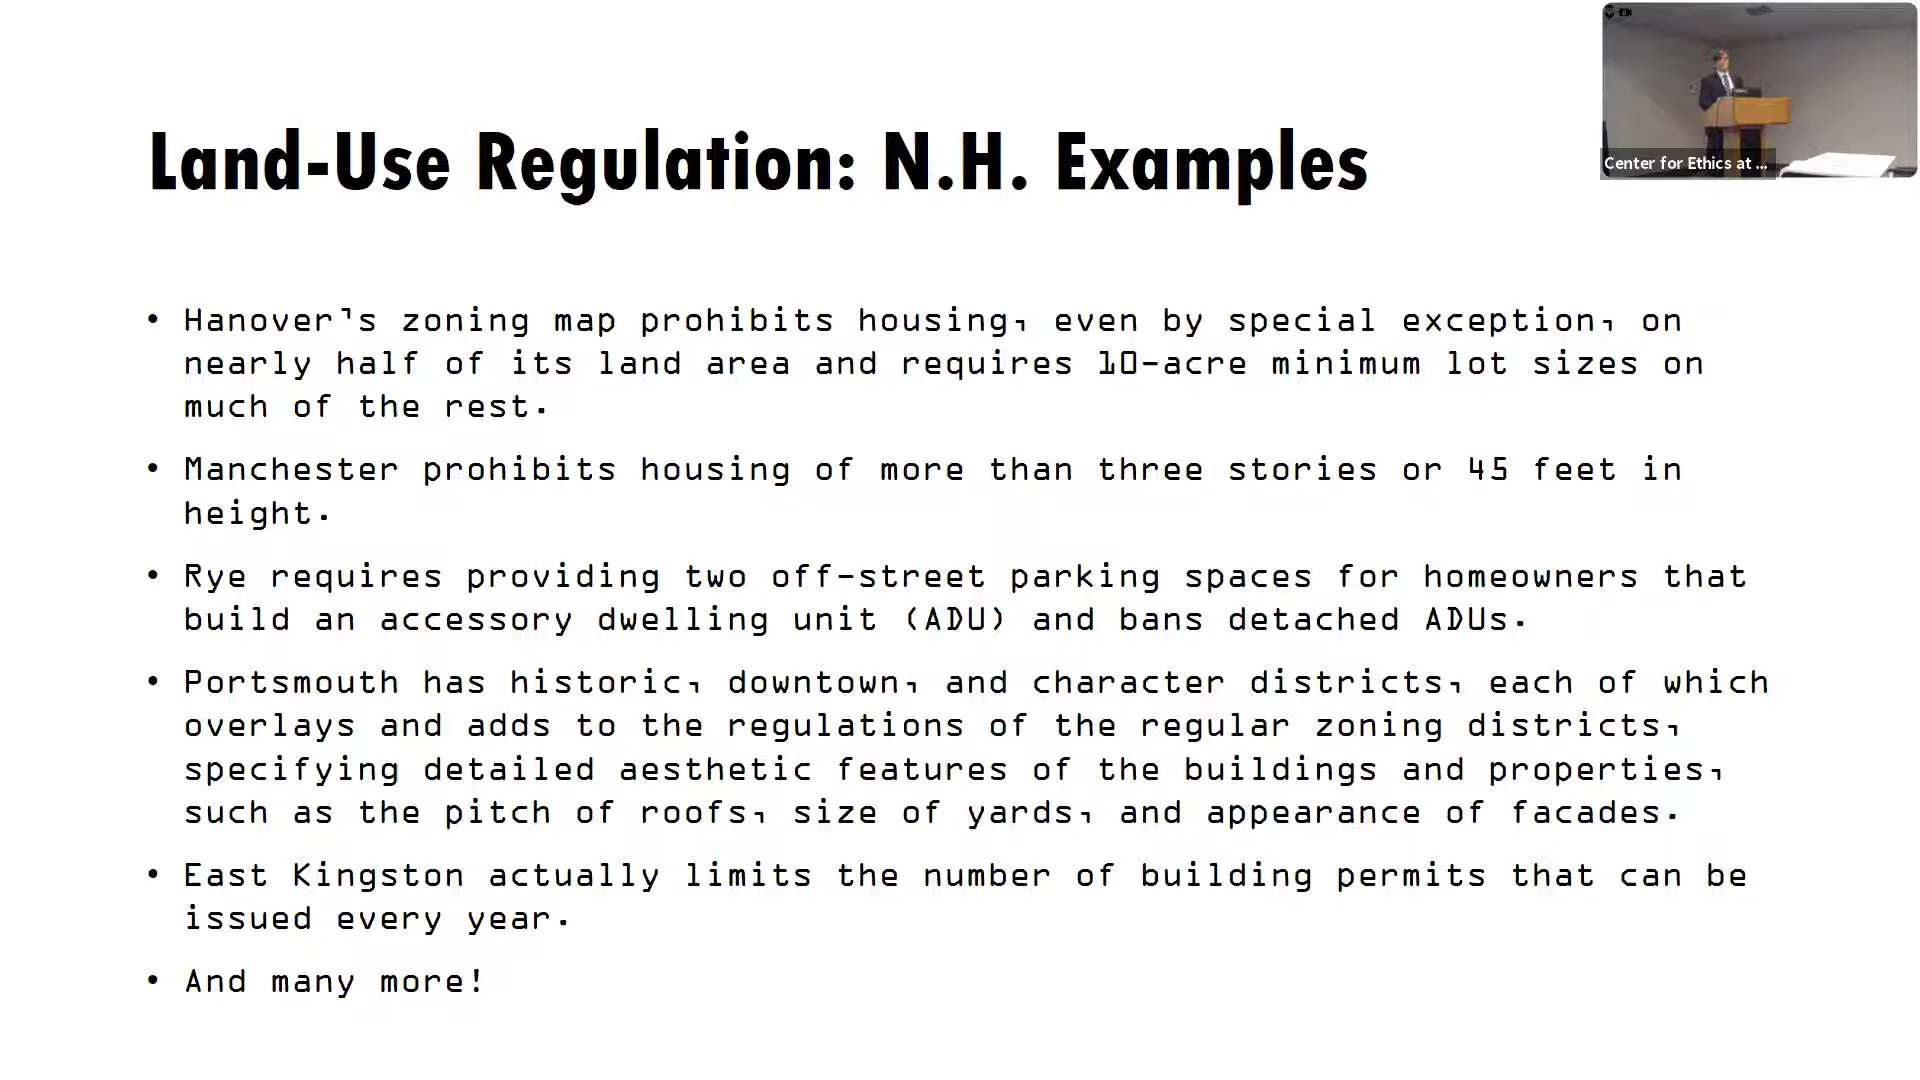 Center for Ethics at ...
Land-Use Regulation: N.H. Examples
• Hanover's zoning map prohibits housing, even by special exception, on
nearly half of its land area and requires 10-acre minimum lot sizes on
much of the rest.
• Manchester prohibits housing of more than three stories or 45 feet in
height.
• Rye requires providing two off-street parking spaces for homeowners that
build an accessory dwelling unit (ADU) and bans detached ADUs.
• Portsmouth has historic, downtown, and character districts, each of which
overlays and adds to the regulations of the regular zoning districts,
specifying detailed aesthetic features of the buildings and properties,
such as the pitch of roofs, size of yards, and appearance of facades.
• East Kingston actually limits the number of building permits that can be
issued every year.
• And many more!